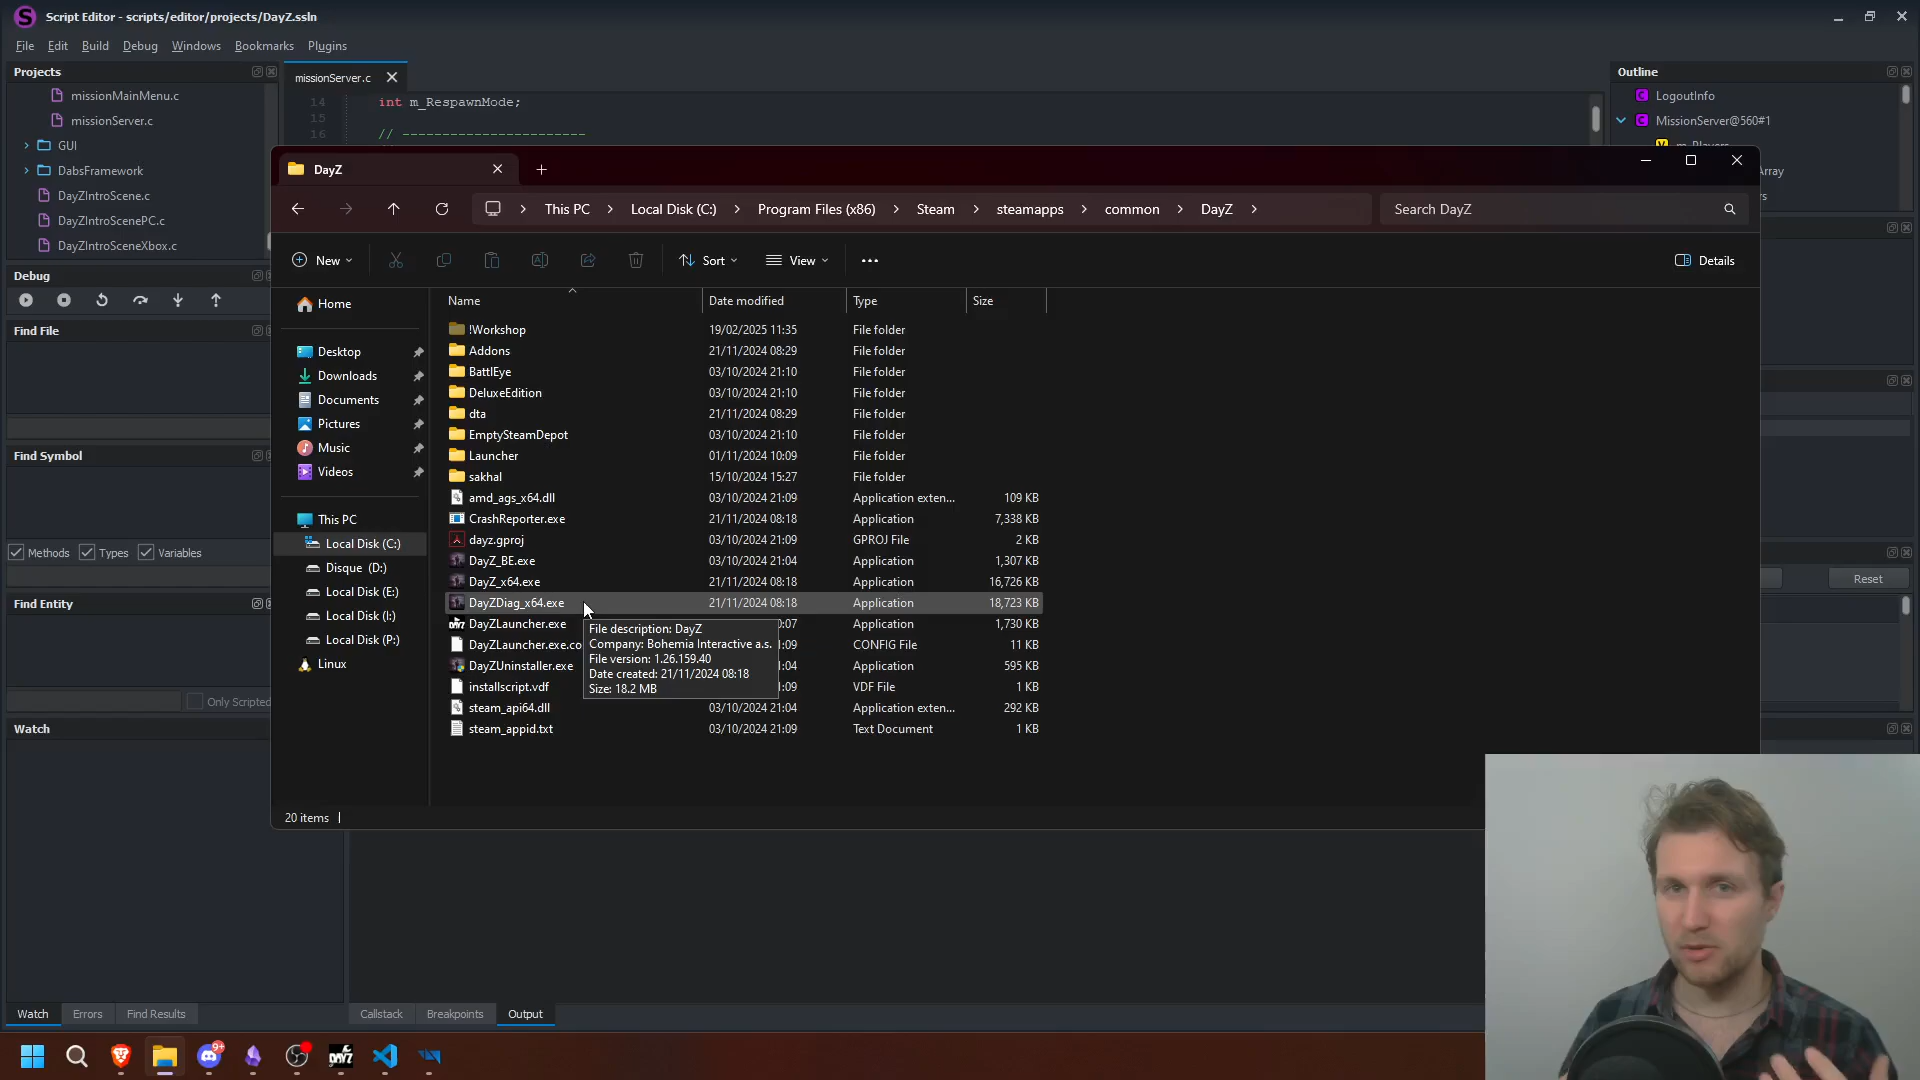 Script Editor - scripts/editor/projects/DayZ.ssln
File Edit Build Debug Windows Bookmarks Plugins
Projects
missionMainMenu.c
missionServer.c
GUI
DabsFramework
DayZIntroScene.c
DayZIntroScenePC.c
DayZIntroSceneXbox.c
missionServer.c
14 int m_RespawnMode;
15
16 // -----------------------
Outline
LogoutInfo
MissionServer@560#1
m_Players
Debug
Find File
Find Symbol
Methods Types Variables
Find Entity
Only Scripted
Watch
Reset
DayZ
This PC > Local Disk (C:) > Program Files (x86) > Steam > steamapps > common > DayZ >
Search DayZ
New Sort View Details
Home
Desktop
Downloads
Documents
Pictures
Music
Videos
This PC
Local Disk (C:)
Disque (D:)
Local Disk (E:)
Local Disk (I:)
Local Disk (P:)
Linux
Name Date modified Type Size
!Workshop 19/02/2025 11:35 File folder
Addons 21/11/2024 08:29 File folder
BattlEye 03/10/2024 21:10 File folder
DeluxeEdition 03/10/2024 21:10 File folder
dta 21/11/2024 08:29 File folder
EmptySteamDepot 03/10/2024 21:10 File folder
Launcher 01/11/2024 10:09 File folder
sakhal 15/10/2024 15:27 File folder
amd_ags_x64.dll 03/10/2024 21:09 Application exten... 109 KB
CrashReporter.exe 21/11/2024 08:18 Application 7,338 KB
dayz.gproj 03/10/2024 21:09 GPROJ File 2 KB
DayZ_BE.exe 03/10/2024 21:04 Application 1,307 KB
DayZ_x64.exe 21/11/2024 08:18 Application 16,726 KB
DayZDiag_x64.exe 21/11/2024 08:18 Application 18,723 KB
DayZLauncher.exe 0:07 Application 1,730 KB
DayZLauncher.exe.co 1:09 CONFIG File 11 KB
DayZUninstaller.exe 1:04 Application 595 KB
installscript.vdf 1:09 VDF File 1 KB
steam_api64.dll 03/10/2024 21:04 Application exten... 292 KB
steam_appid.txt 03/10/2024 21:09 Text Document 1 KB
File description: DayZ
Company: Bohemia Interactive a.s.
File version: 1.26.159.40
Date created: 21/11/2024 08:18
Size: 18.2 MB
20 items
Watch Errors Find Results
Callstack Breakpoints Output
9+
DAYZ